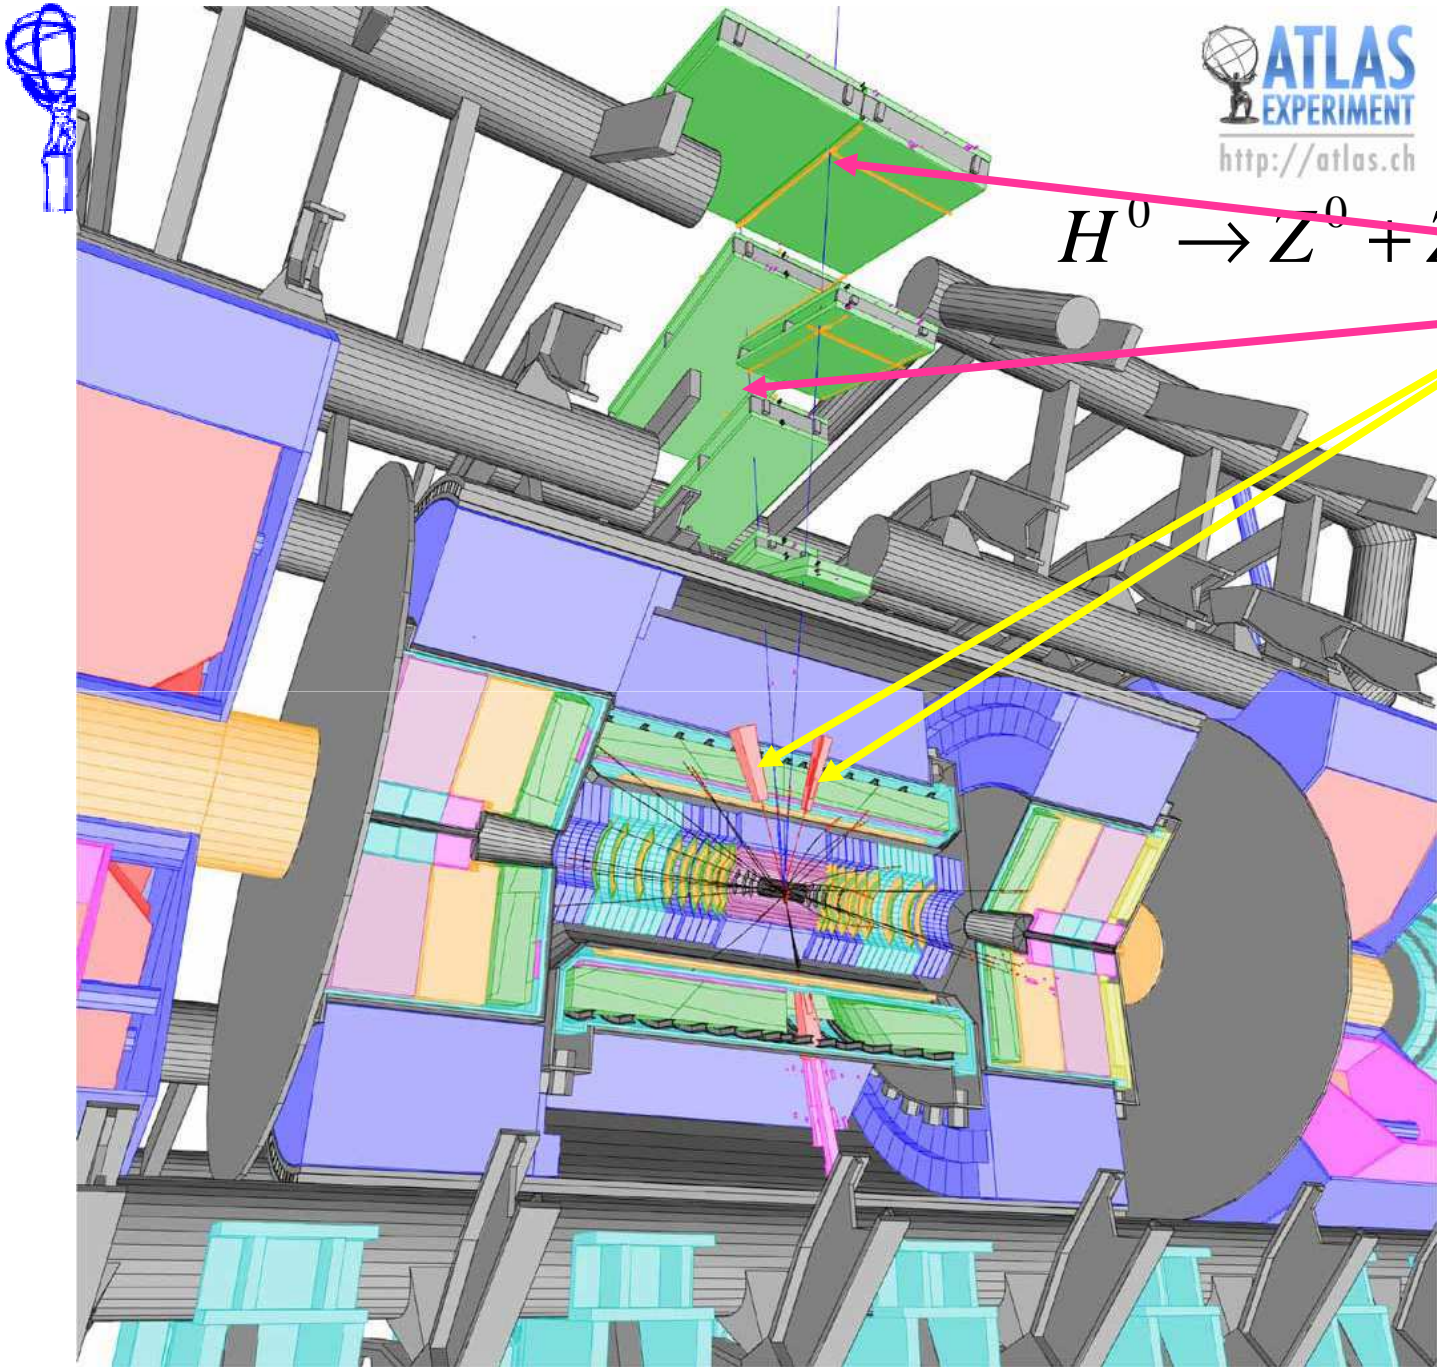 ATLAS
EXPERIMENT
http://atlas.ch
H⁰ → Z⁰ + Z